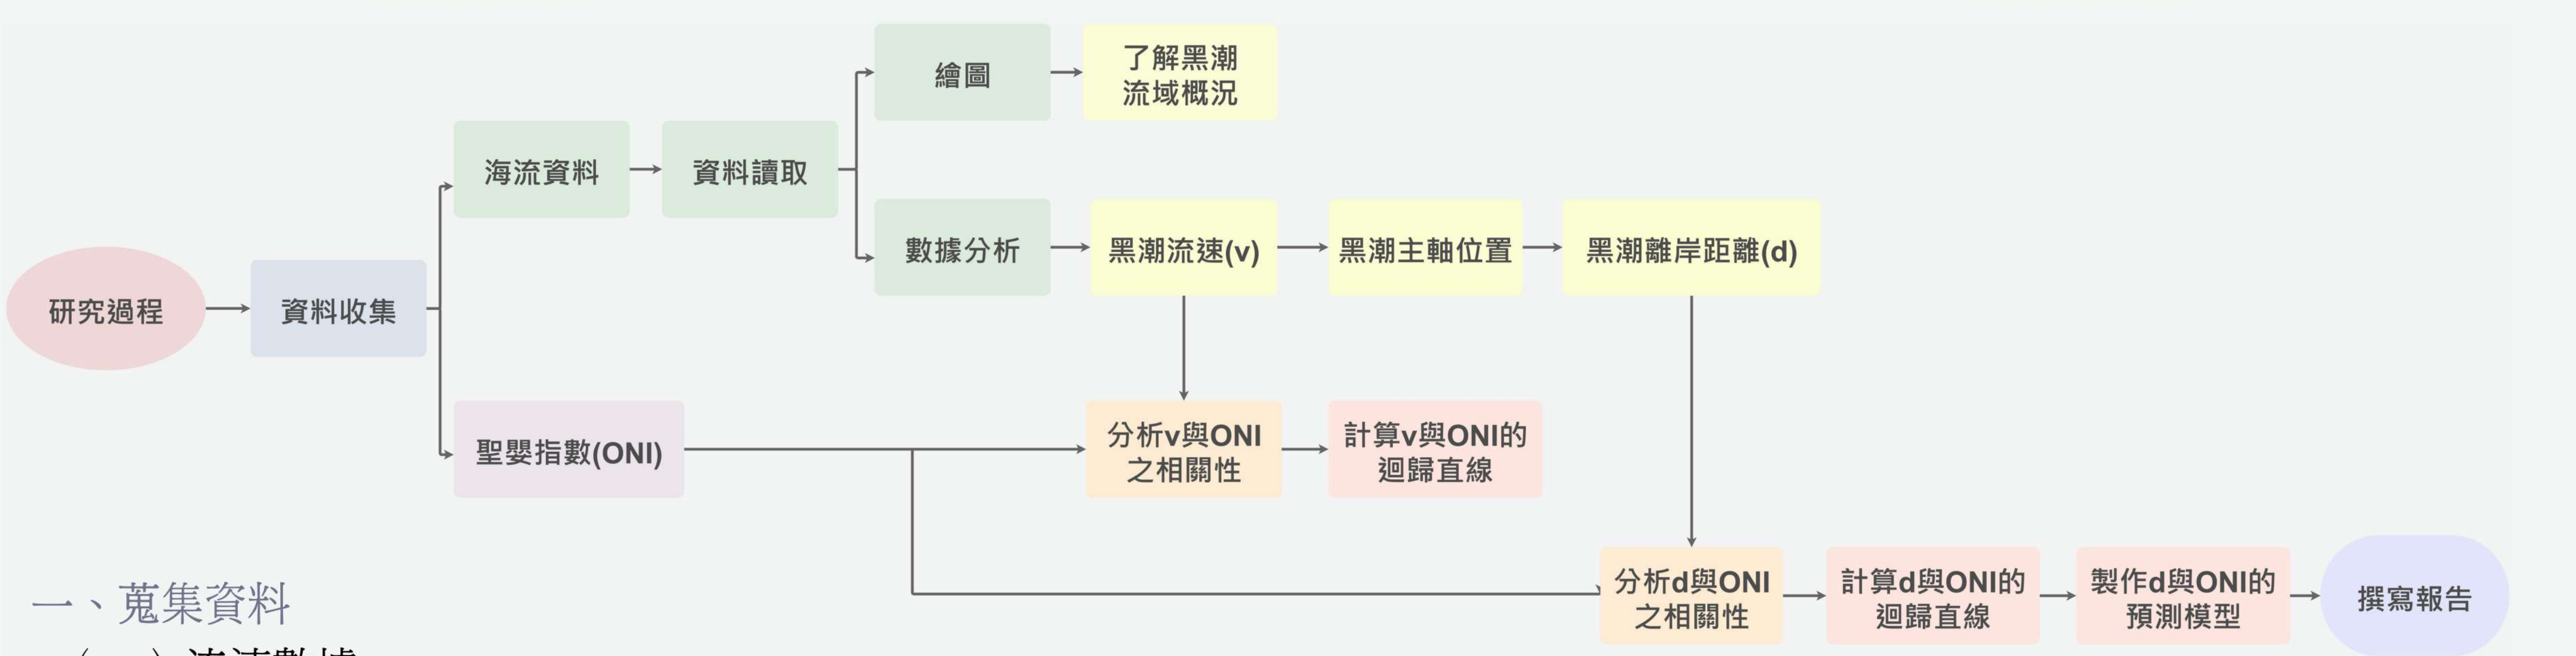 繪圖
了解黑潮
流域概況
海流資料
資料讀取
數據分析
黑潮流速(v)
黑潮主軸位置
黑潮離岸距離(d)
研究過程
資料收集
聖嬰指數(ONI)
分析v與ONI
之相關性
計算v與ONI的
迴歸直線
分析d與ONI
之相關性
計算d與ONI的
迴歸直線
製作d與ONI的
預測模型
撰寫報告
一、蒐集資料